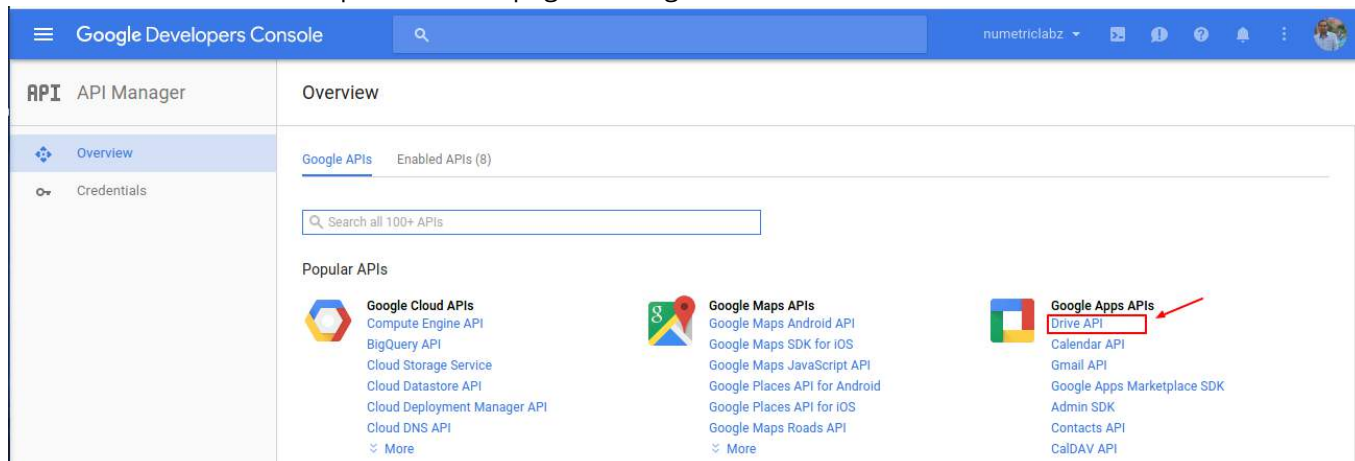 Google Developers Console
numetriclabz
API API Manager
Overview
Overview
Credentials
Google APIs Enabled APIs (8)
Search all 100+ APIs
Popular APIs
Google Cloud APIs
Compute Engine API
BigQuery API
Cloud Storage Service
Cloud Datastore API
Cloud Deployment Manager API
Cloud DNS API
More
8
Google Maps APIs
Google Maps Android API
Google Maps SDK for iOS
Google Maps JavaScript API
Google Places API for Android
Google Places API for iOS
Google Maps Roads API
More
Google Apps APIs
Drive API
Calendar API
Gmail API
Google Apps Marketplace SDK
Admin SDK
Contacts API
CalDAV API